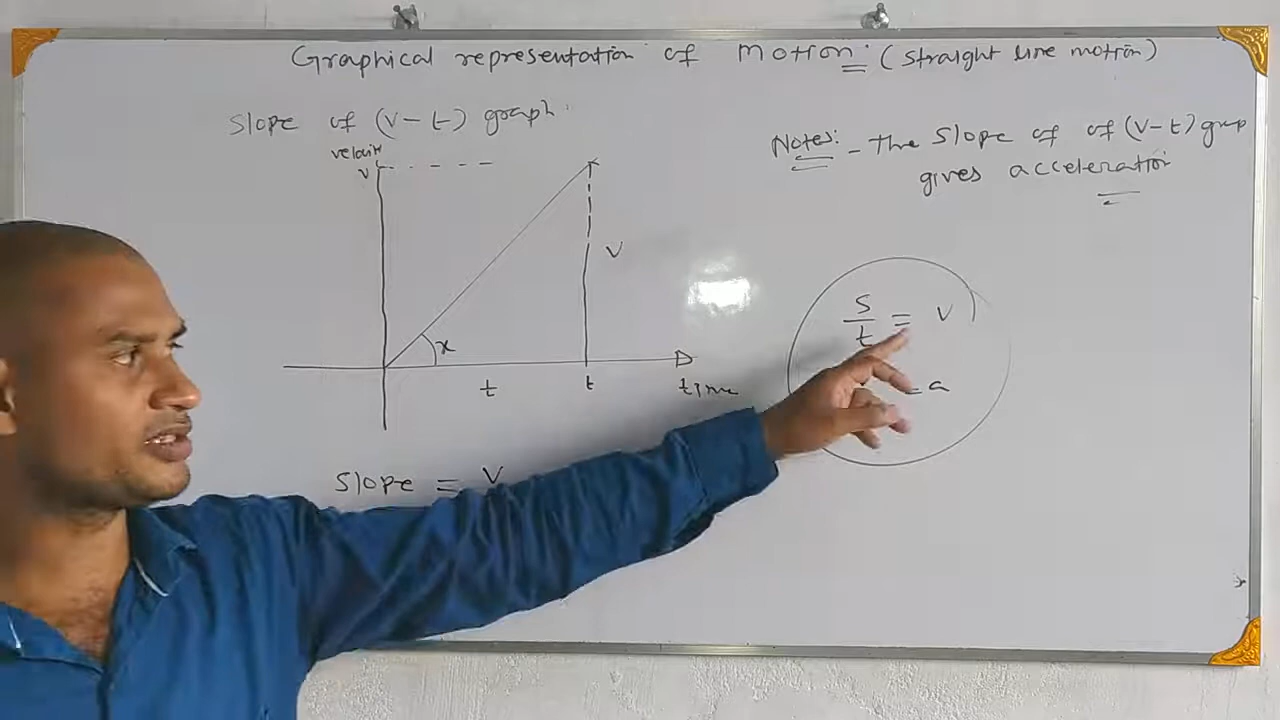 Graphical representation of Motion (straight line motion)
Slope of (v-t) graph
Notes: - The Slope of of (v-t) grap
gives acceleration
velocity
v
V
x
t
t
time
S/t = v
= a
Slope = V